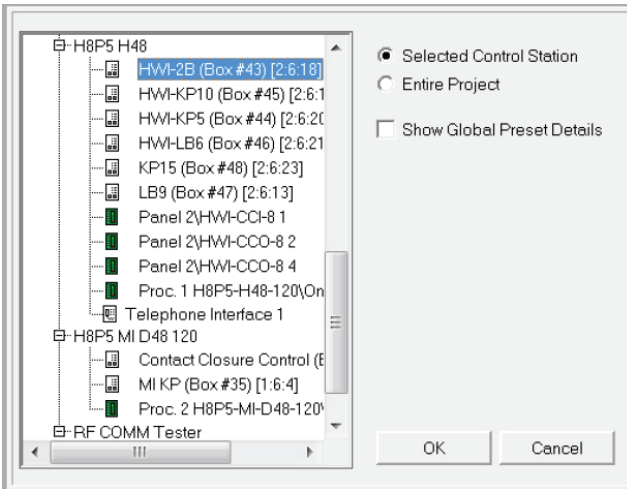 H8P5 H48
HWI-2B (Box #43) [2:6:18]
HWI-KP10 (Box #45) [2:6:1
HWI-KP5 (Box #44) [2:6:20
HWI-LB6 (Box #46) [2:6:21
KP15 (Box #48) [2:6:23]
LB9 (Box #47) [2:6:13]
Panel 2\HWI-CCI-8 1
Panel 2\HWI-CCO-8 2
Panel 2\HWI-CCO-8 4
Proc. 1 H8P5-H48-120\On
Telephone Interface 1
H8P5 MI D48 120
Contact Closure Control (E
MI KP (Box #35) [1:6:4]
Proc. 2 H8P5-MI-D48-120\
RF COMM Tester
Selected Control Station
Entire Project
Show Global Preset Details
OK
Cancel